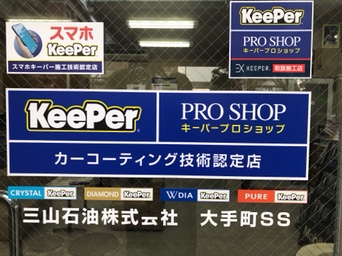 スマホ
KeePer
スマホキーパー施工技術認定店
KeePer
PRO SHOP
キーパープロショップ
EX KEEPER. 取扱施工店
KeePer
PRO SHOP
キーパープロショップ
カーコーティング技術認定店
CRYSTAL KeePer DIAMOND KeePer W DIA KeePer PURE KeePer
三山石油株式会社 大手町SS